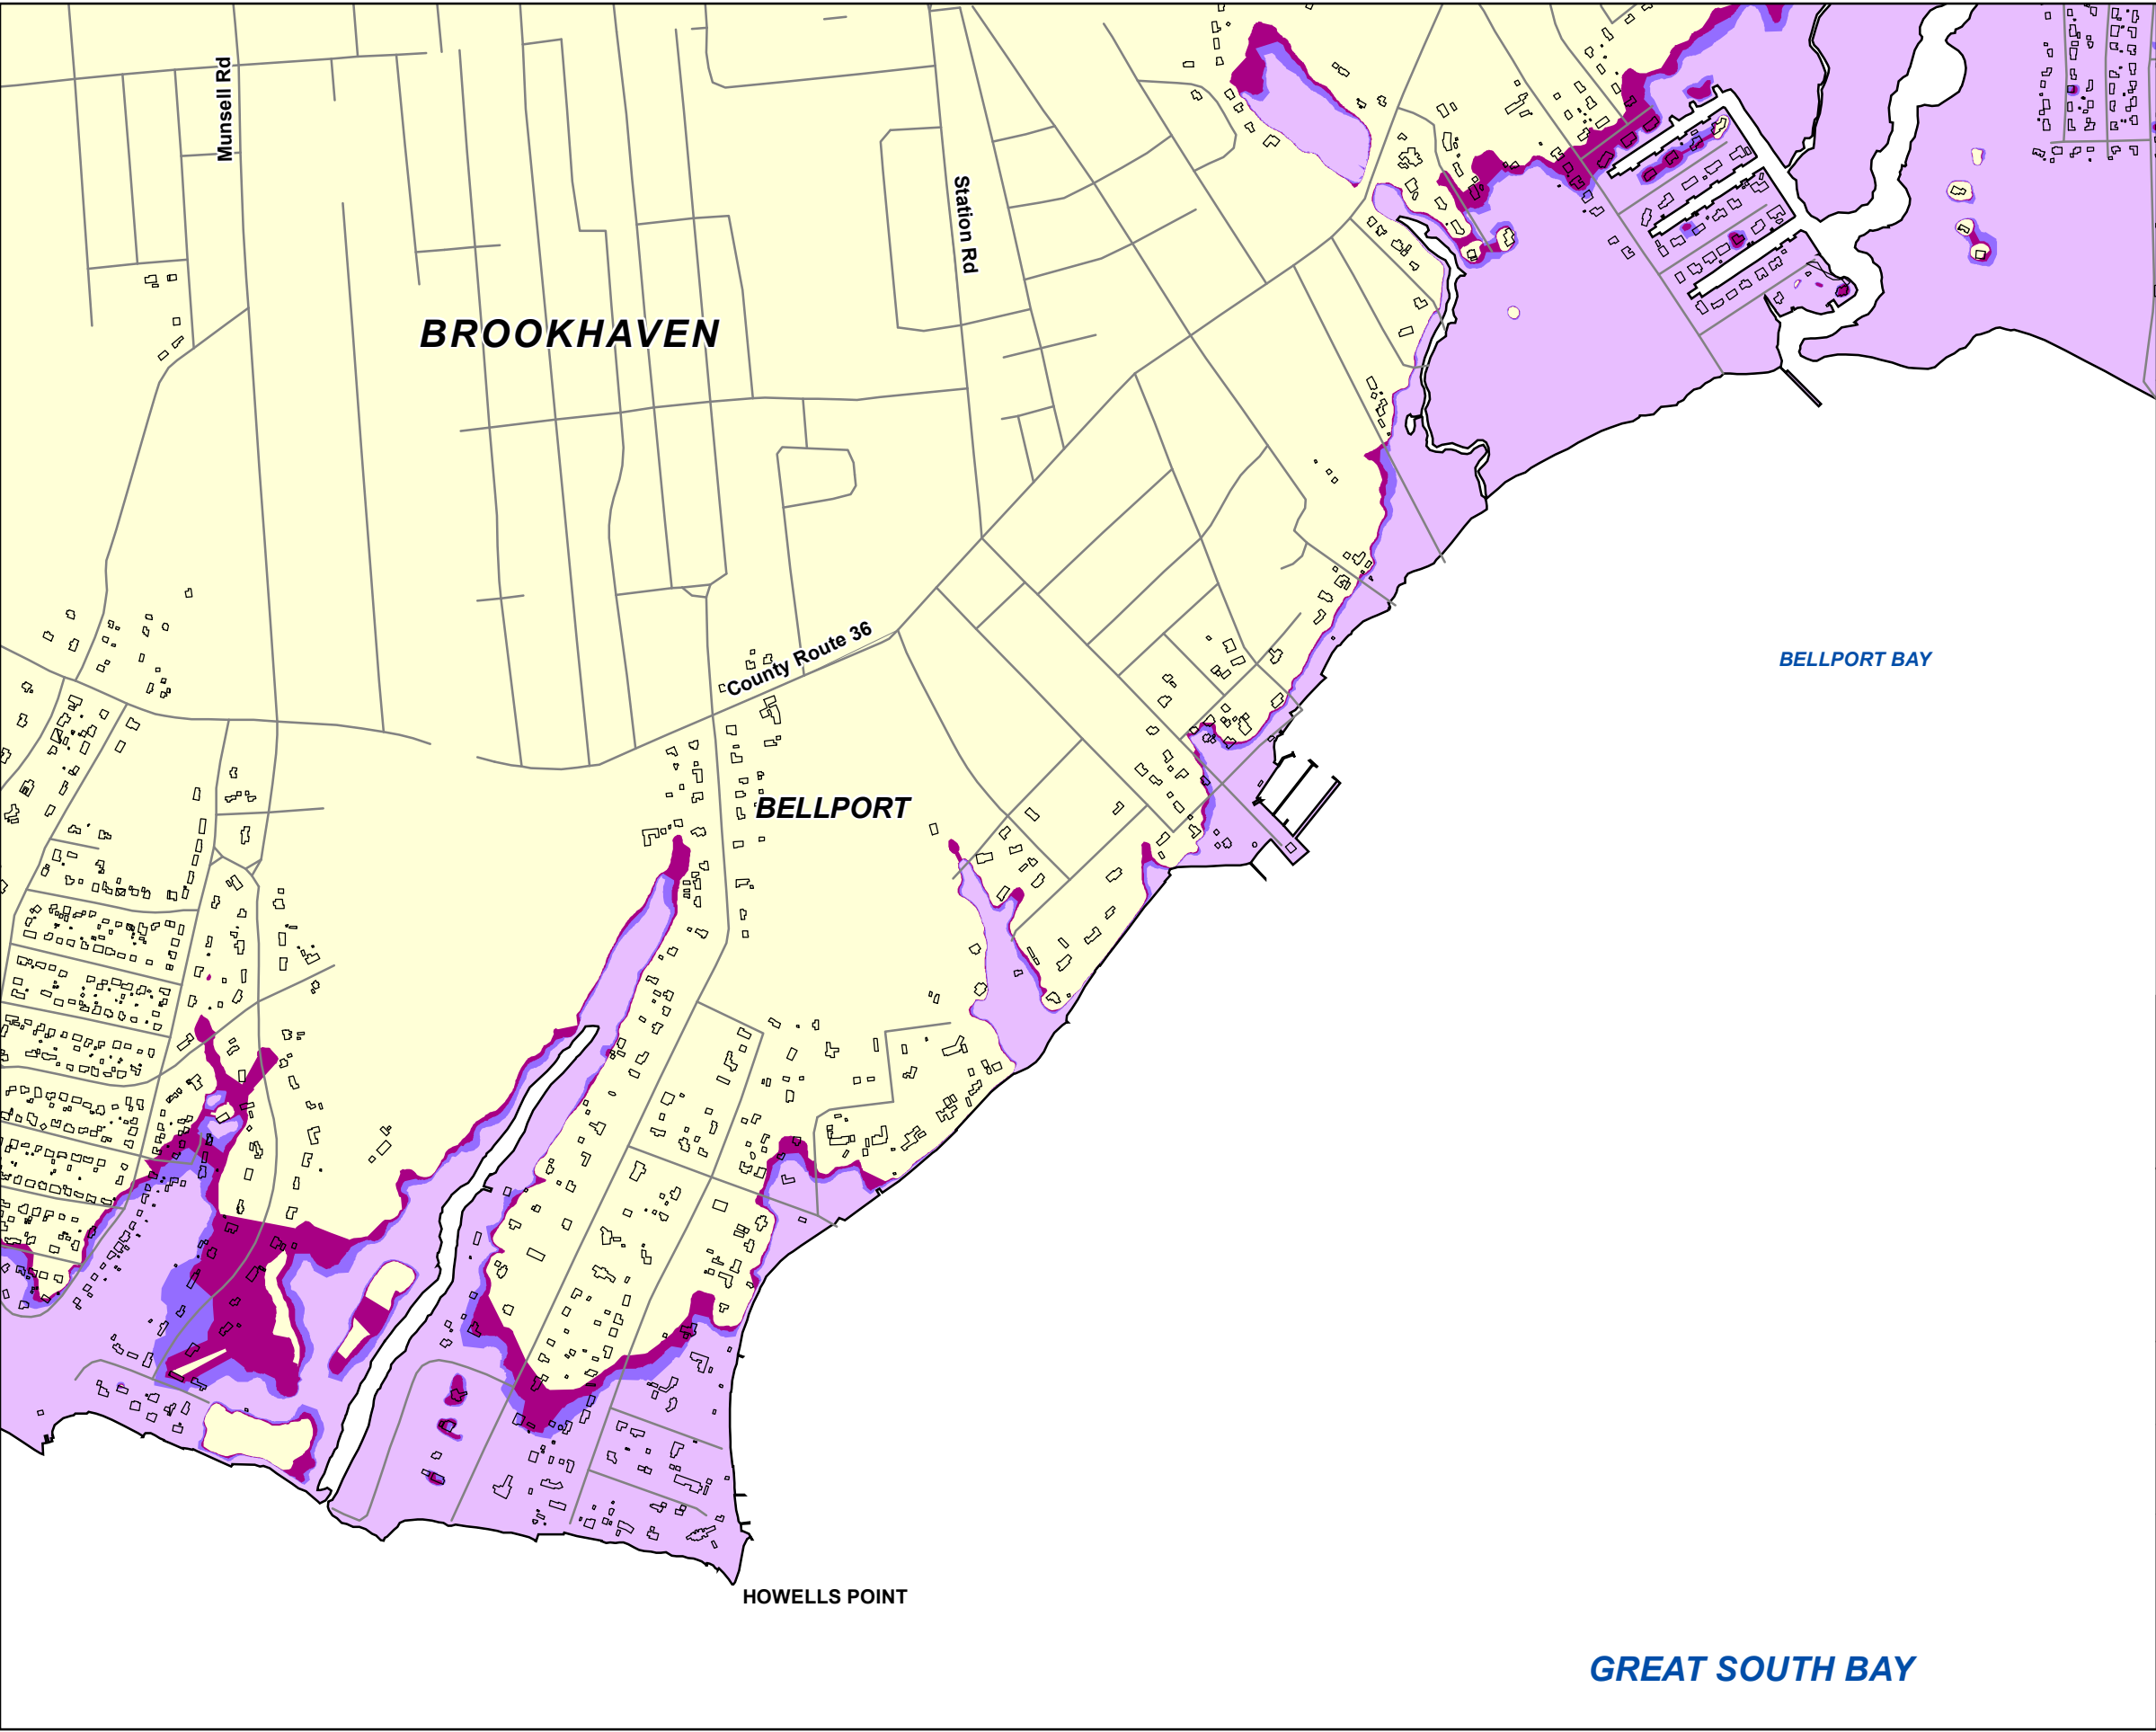 Munsell Rd
Station Rd
BROOKHAVEN
County Route 36
BELLPORT BAY
BELLPORT
HOWELLS POINT
GREAT SOUTH BAY